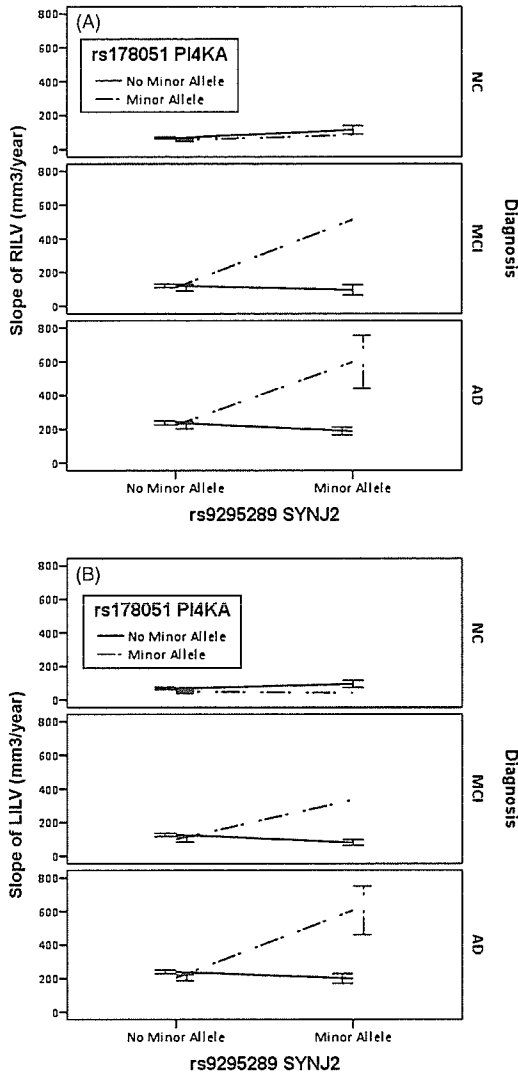 (A)
rs178051 PI4KA
No Minor Allele
Minor Allele
800
600
400
200
0
NC
800
600
400
200
0
MCI
800
600
400
200
0
AD
Slope of RILV (mm3/year)
Diagnosis
No Minor Allele
Minor Allele
rs9295289 SYNJ2
(B)
rs178051 PI4KA
No Minor Allele
Minor Allele
800
600
400
200
0
NC
800
600
400
200
0
MCI
800
600
400
200
0
AD
Slope of LILV (mm3/year)
Diagnosis
No Minor Allele
Minor Allele
rs9295289 SYNJ2